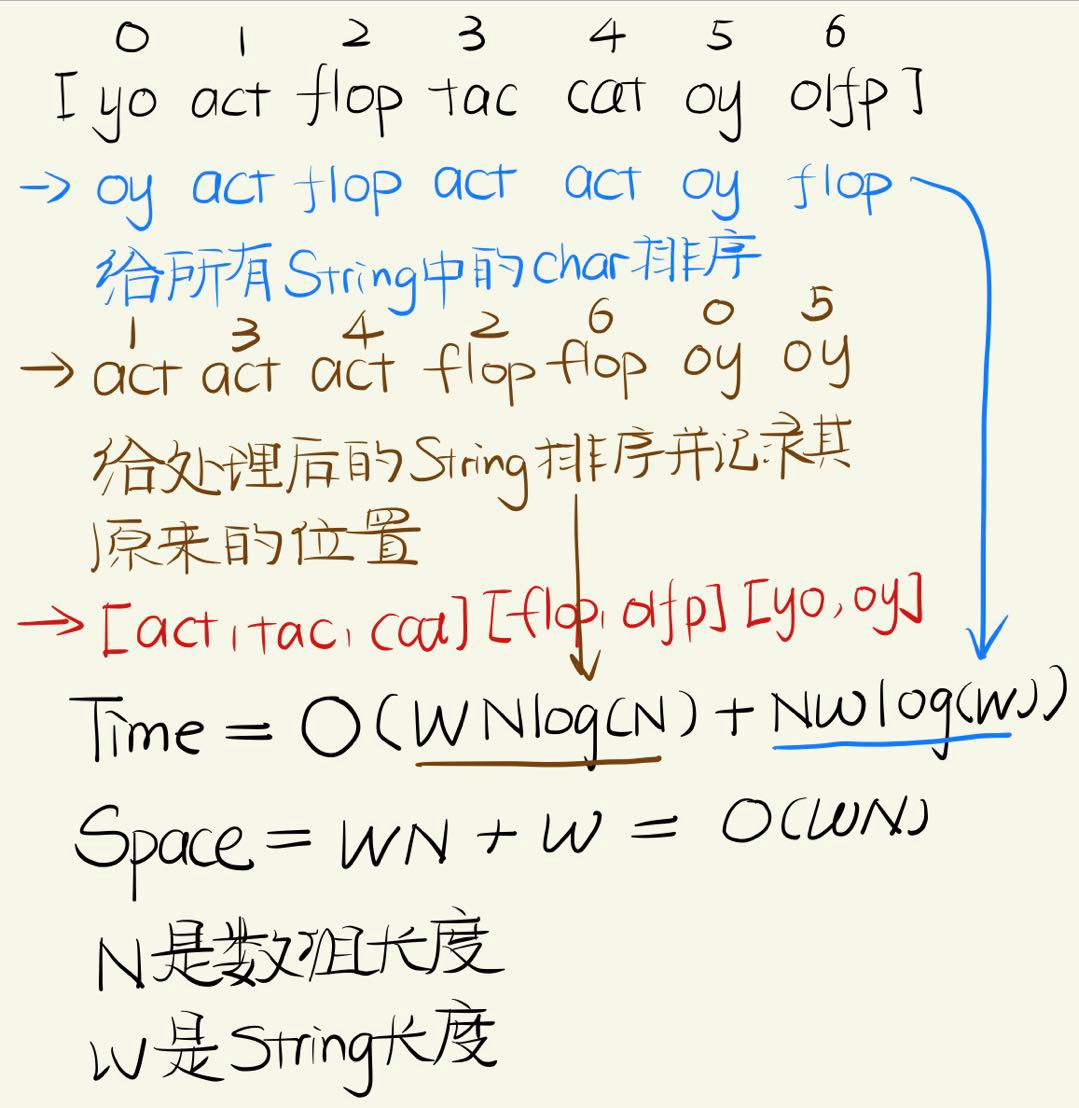 0 1 2 3 4 5 6
[yo act flop tac cat oy olfp]
→ oy act flop act act oy flop
给所有String中的char排序
1 3 4 2 6 0 5
→ act act act flop flop oy oy
给处理后的String排序并记录其
原来的位置
→ [act, tac, cat] [flop, olfp] [yo, oy]
Time = O(WNlog(N) + NWlog(W))
Space = WN + W = O(WN)
N是数组长度
W是String长度